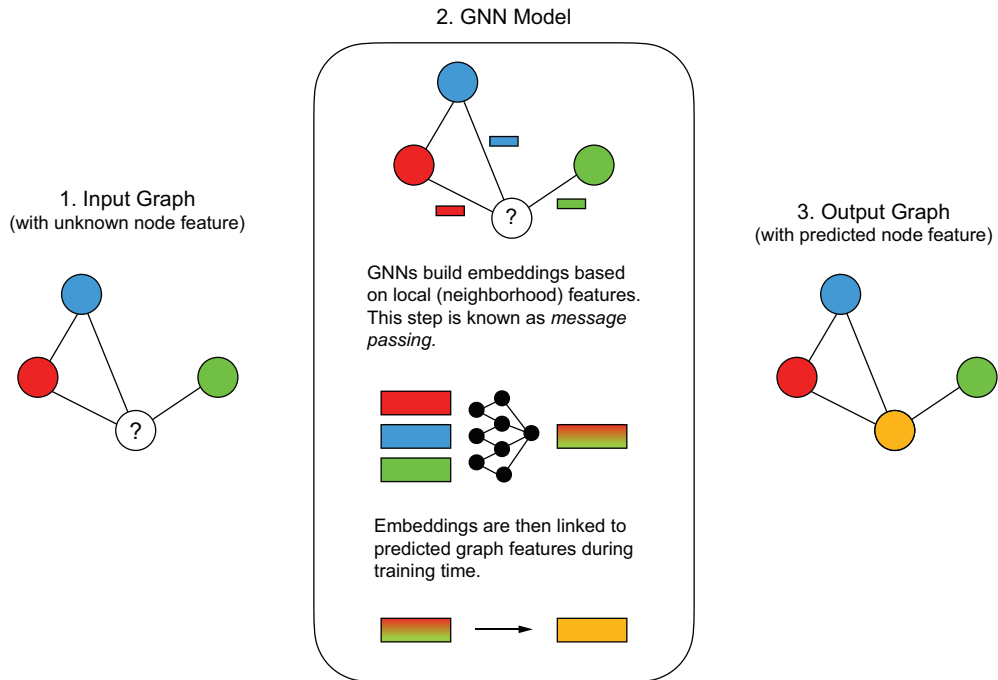 2. GNN Model
1. Input Graph
(with unknown node feature)
?
?
GNNs build embeddings based
on local (neighborhood) features.
This step is known as message
passing.
Embeddings are then linked to
predicted graph features during
training time.
3. Output Graph
(with predicted node feature)